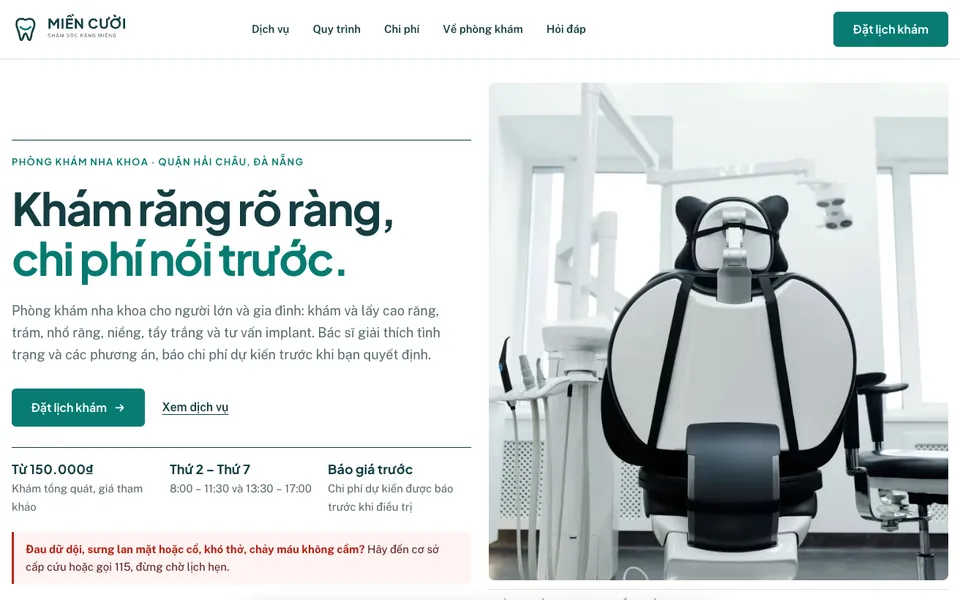 MIỀN CƯỜI
CHĂM SÓC RĂNG MIỆNG
Dịch vụ
Quy trình
Chi phí
Về phòng khám
Hỏi đáp
Đặt lịch khám
PHÒNG KHÁM NHA KHOA · QUẬN HẢI CHÂU, ĐÀ NẴNG
Khám răng rõ ràng,
chi phí nói trước.
Phòng khám nha khoa cho người lớn và gia đình: khám và lấy cao răng,
trám, nhổ răng, niềng, tẩy trắng và tư vấn implant. Bác sĩ giải thích tình
trạng và các phương án, báo chi phí dự kiến trước khi bạn quyết định.
Đặt lịch khám →
Xem dịch vụ
Từ 150.000₫
Khám tổng quát, giá tham
khảo
Thứ 2 – Thứ 7
8:00 – 11:30 và 13:30 – 17:00
Báo giá trước
Chi phí dự kiến được báo
trước khi điều trị
Đau dữ dội, sưng lan mặt hoặc cổ, khó thở, chảy máu không cầm? Hãy đến cơ sở
cấp cứu hoặc gọi 115, đừng chờ lịch hẹn.